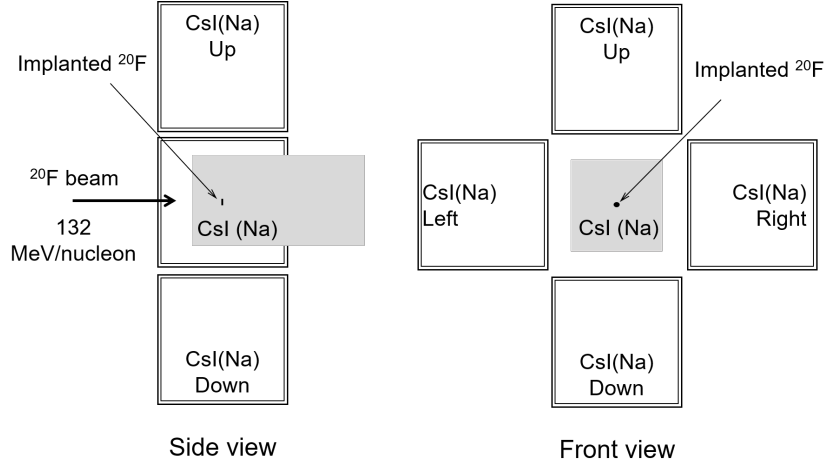 CsI(Na)
Up
Implanted ²⁰F
²⁰F beam
132
MeV/nucleon
CsI (Na)
CsI(Na)
Down
Side view
CsI(Na)
Up
Implanted ²⁰F
CsI(Na)
Left
CsI (Na)
CsI(Na)
Right
CsI(Na)
Down
Front view